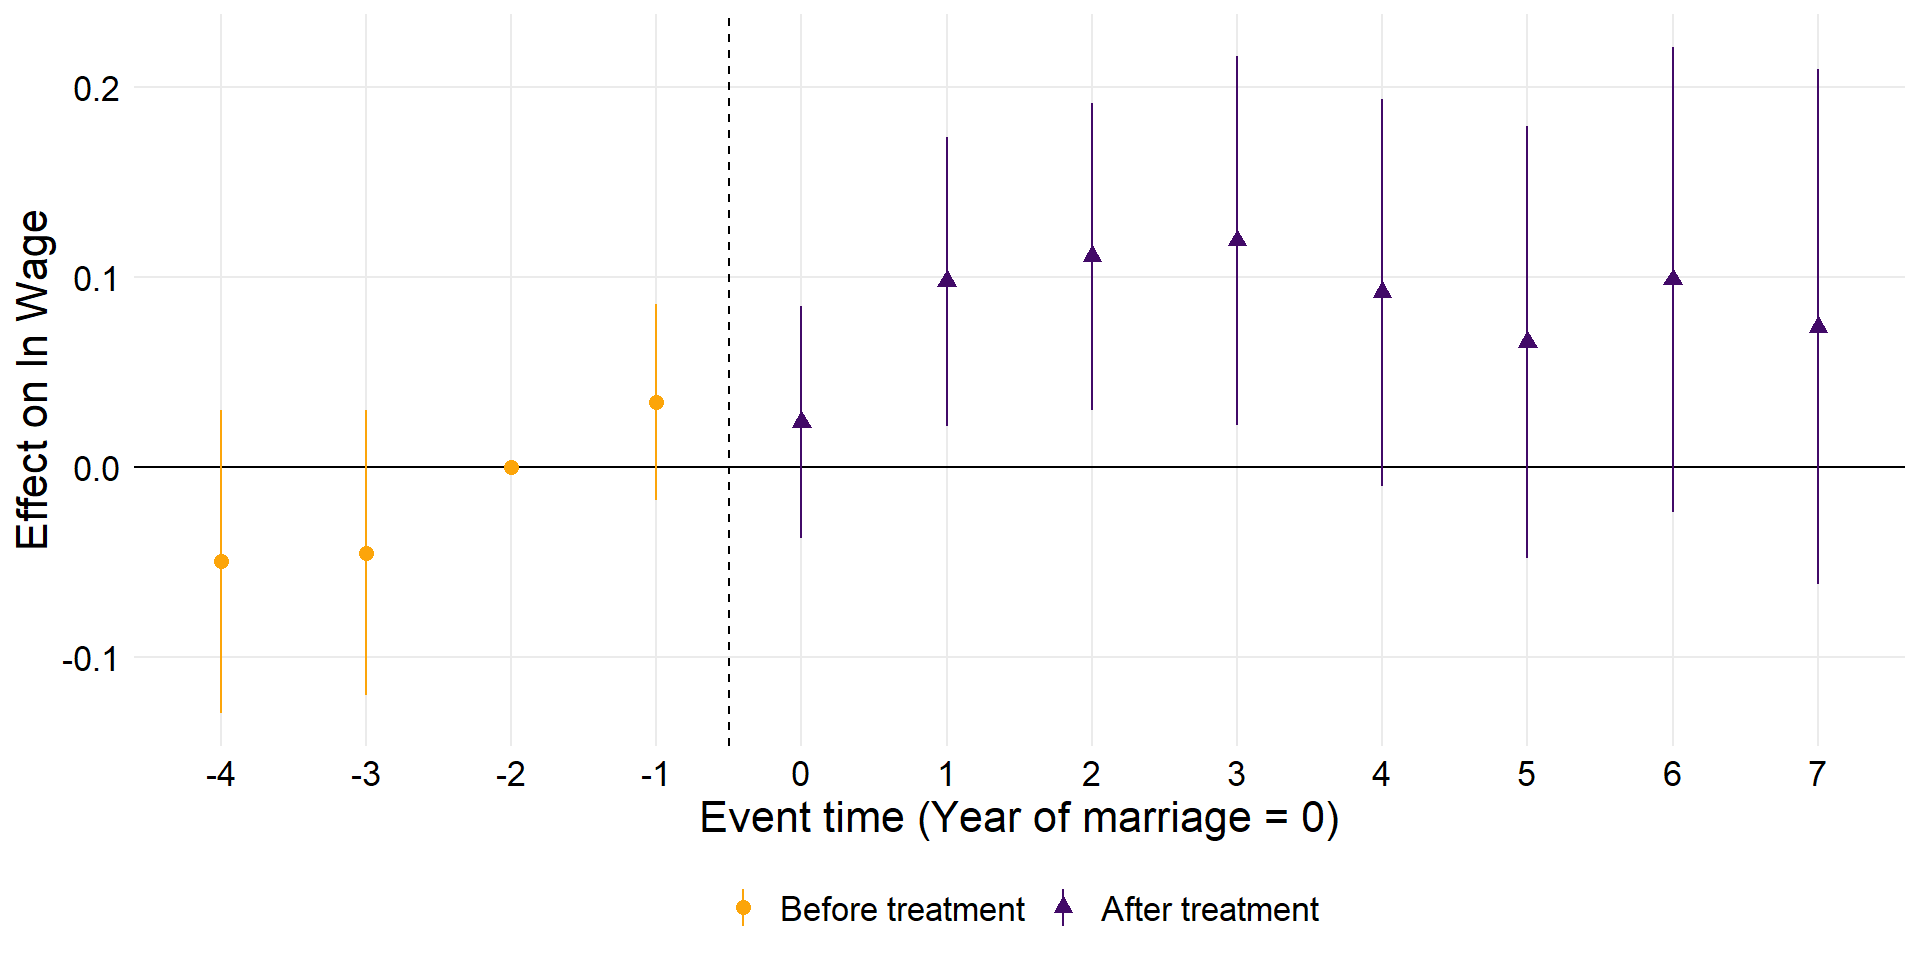 Effect on ln Wage
0.2
0.1
0.0
-0.1
-4 -3 -2 -1 0 1 2 3 4 5 6 7
Event time (Year of marriage = 0)
Before treatment After treatment